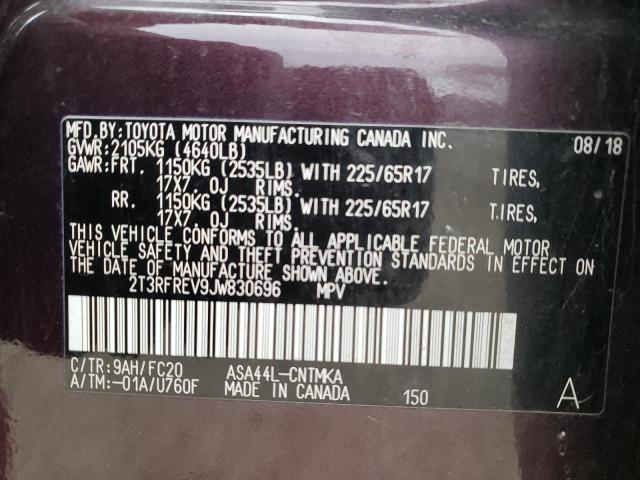 MFD.BY:TOYOTA MOTOR MANUFACTURING CANADA INC. 08/18
GVWR:2105KG (4640LB)
GAWR:FRT. 1150KG (2535LB) WITH 225/65R17 TIRES,
17X7.0J RIMS.
RR. 1150KG (2535LB) WITH 225/65R17 TIRES,
17X7.0J RIMS.
THIS VEHICLE CONFORMS TO ALL APPLICABLE FEDERAL MOTOR
VEHICLE SAFETY AND THEFT PREVENTION STANDARDS IN EFFECT ON
THE DATE OF MANUFACTURE SHOWN ABOVE.
2T3RFREV9JW830696 MPV
C/TR:9AH/FC20 ASA44L-CNTMKA
A/TM:-01A/U760F MADE IN CANADA 150 A